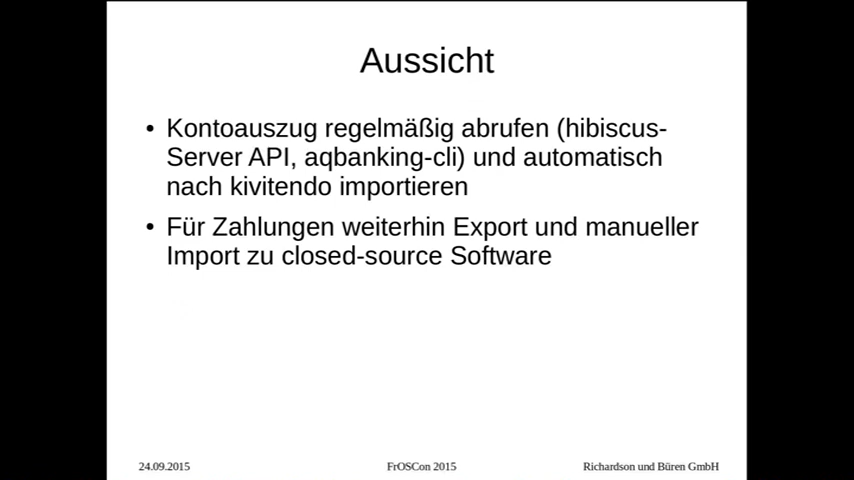 Aussicht
• Kontoauszug regelmäßig abrufen (hibiscus-
Server API, aqbanking-cli) und automatisch
nach kivitendo importieren
• Für Zahlungen weiterhin Export und manueller
Import zu closed-source Software
24.09.2015 FrOSCon 2015 Richardson und Büren GmbH